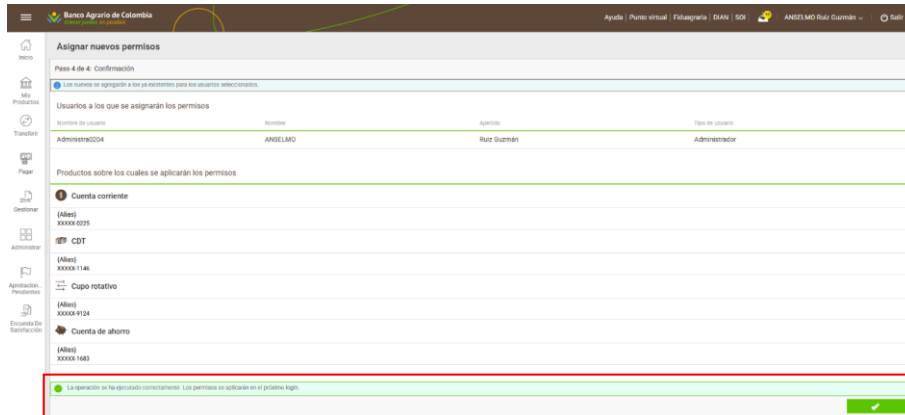 Banco Agrario de Colombia
Crecer juntos es posible
Ayuda | Punto virtual | Fiduagraria | DIAN | SOI
ANSELMO Ruiz Guzmán
Salir
Inicio
Mis
Productos
Transferir
Pagar
Gestionar
Administrar
Aprobacion...
Pendientes
Encuesta De
Satisfacción
Asignar nuevos permisos
Paso 4 de 4: Confirmación
Los nuevos se agregarán a los ya existentes para los usuarios seleccionados.
Usuarios a los que se asignarán los permisos
Nombre de usuario Nombre Apellido Tipo de usuario
Administra0204 ANSELMO Ruiz Guzmán Administrador
Productos sobre los cuales se aplicarán los permisos
Cuenta corriente
(Alias)
XXXXX-0225
CDT
(Alias)
XXXXX-1146
Cupo rotativo
(Alias)
XXXXX-9124
Cuenta de ahorro
(Alias)
XXXXX-1683
La operación se ha ejecutado correctamente. Los permisos se aplicarán en el próximo login.